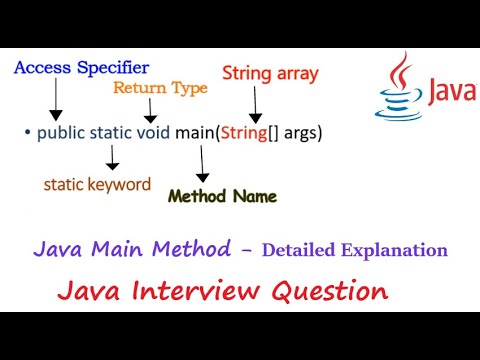 Access Specifier
Return Type
String array
Java
• public static void main(String[] args)
static keyword
Method Name
Java Main Method – Detailed Explanation
Java Interview Question